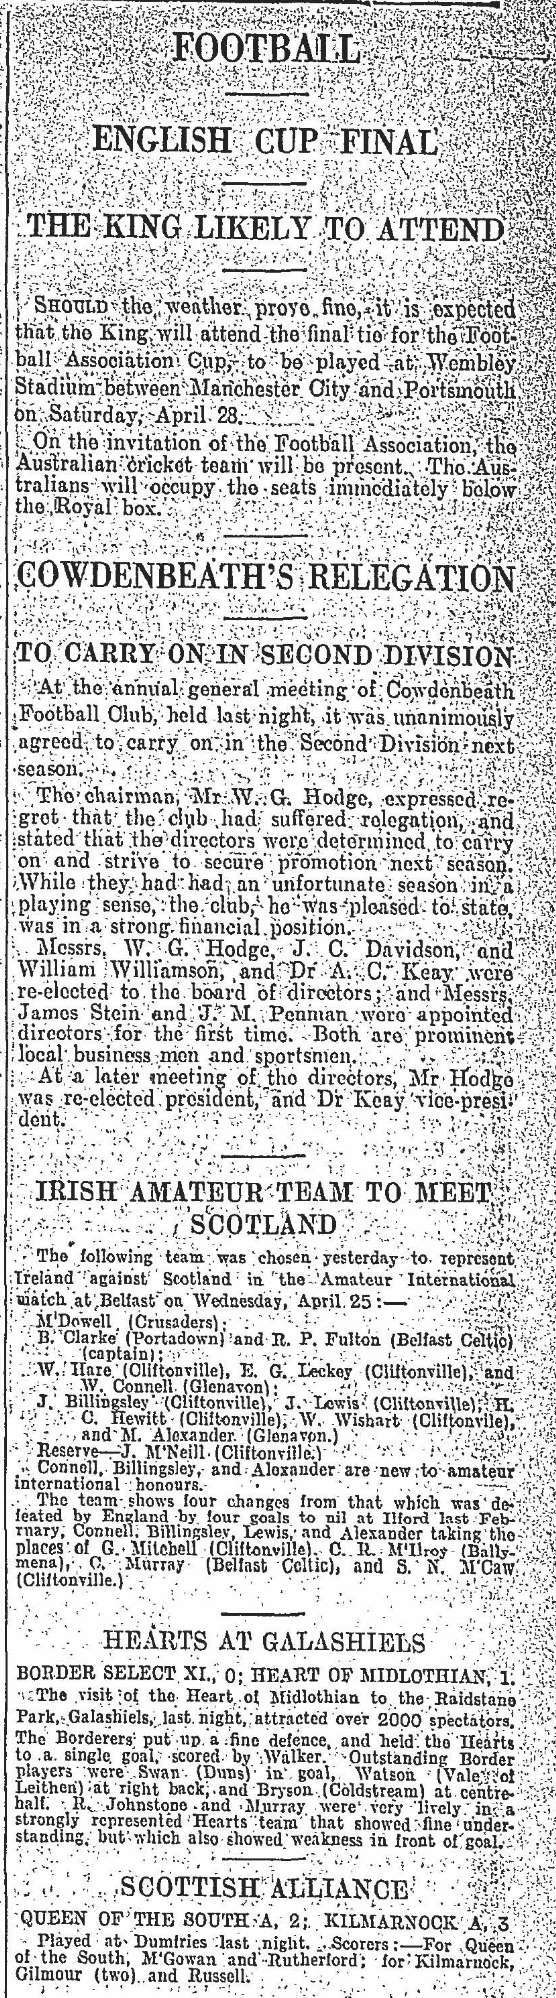 FOOTBALL
ENGLISH CUP FINAL
THE KING LIKELY TO ATTEND
SHOULD the weather prove fine, it is expected
that the King will attend the final tie for the Foot-
ball Association Cup, to be played at Wembley
Stadium between Manchester City and Portsmouth
on Saturday, April 28.
On the invitation of the Football Association, the
Australian cricket team will be present. The Aus-
tralians will occupy the seats immediately below
the Royal box.
COWDENBEATH'S RELEGATION
TO CARRY ON IN SECOND DIVISION
At the annual general meeting of Cowdenbeath
Football Club, held last night, it was unanimously
agreed to carry on in the Second Division next
season.
The chairman, Mr W. G. Hodge, expressed re-
gret that the club had suffered relegation, and
stated that the directors were determined to carry
on and strive to secure promotion next season.
While they had had an unfortunate season in a
playing sense, the club, he was pleased to state,
was in a strong financial position.
Messrs. W. G. Hodge, J. C. Davidson, and
William Williamson, and Dr A. C. Keay were
re-elected to the board of directors; and Messrs.
James Stein and J. M. Penman were appointed
directors for the first time. Both are prominent
local business men and sportsmen.
At a later meeting of the directors, Mr Hodge
was re-elected president, and Dr Keay vice-presi-
dent.
IRISH AMATEUR TEAM TO MEET
SCOTLAND
The following team was chosen yesterday to represent
Ireland against Scotland in the Amateur International
match at Belfast on Wednesday, April 25:—
M'Dowell (Crusaders);
B. Clarke (Portadown) and R. P. Fulton (Belfast Celtic)
(captain);
W. Hare (Cliftonville), E. G. Leckey (Cliftonville), and
W. Connell (Glenavon);
J. Billingsley (Cliftonville), J. Lewis (Cliftonville), H.
C. Hewitt (Cliftonville), W. Wishart (Cliftonville),
and M. Alexander (Glenavon.)
Reserve—J. M'Neill (Cliftonville.)
Connell, Billingsley, and Alexander are new to amateur
international honours.
The team shows four changes from that which was de-
feated by England by four goals to nil at Ilford last Feb-
ruary, Connell, Billingsley, Lewis, and Alexander taking the
places of G. Mitchell (Cliftonville), C. R. M'Ilroy (Bally-
mena), C. Murray (Belfast Celtic), and S. N. M'Caw
(Cliftonville.)
HEARTS AT GALASHIELS
BORDER SELECT XI., 0; HEART OF MIDLOTHIAN, 1.
The visit of the Heart of Midlothian to the Raidstane
Park, Galashiels, last night, attracted over 2000 spectators.
The Borderers put up a fine defence, and held the Hearts
to a single goal, scored by Walker. Outstanding Border
players were Swan (Duns) in goal, Watson (Vale of
Leithen) at right back, and Bryson (Coldstream) at centre-
half. R. Johnstone and Murray were very lively in a
strongly represented Hearts team that showed fine under-
standing, but which also showed weakness in front of goal.
SCOTTISH ALLIANCE
QUEEN OF THE SOUTH A, 2; KILMARNOCK A, 3
Played at Dumfries last night. Scorers:—For Queen
of the South, M'Gowan and Rutherford; for Kilmarnock,
Gilmour (two) and Russell.